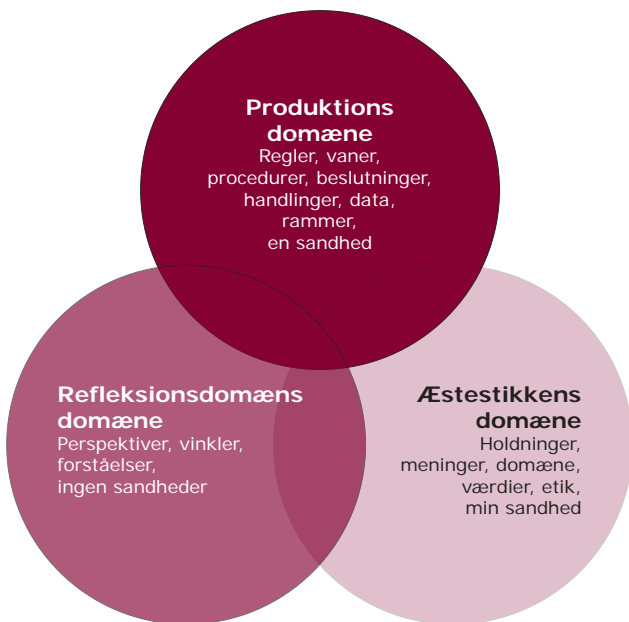 Produktions
domæne
Regler, vaner,
procedurer, beslutninger,
handlinger, data,
rammer,
en sandhed
Refleksionsdomæns
domæne
Perspektiver, vinkler,
forståelser,
ingen sandheder
Æstestikkens
domæne
Holdninger,
meninger, domæne,
værdier, etik,
min sandhed